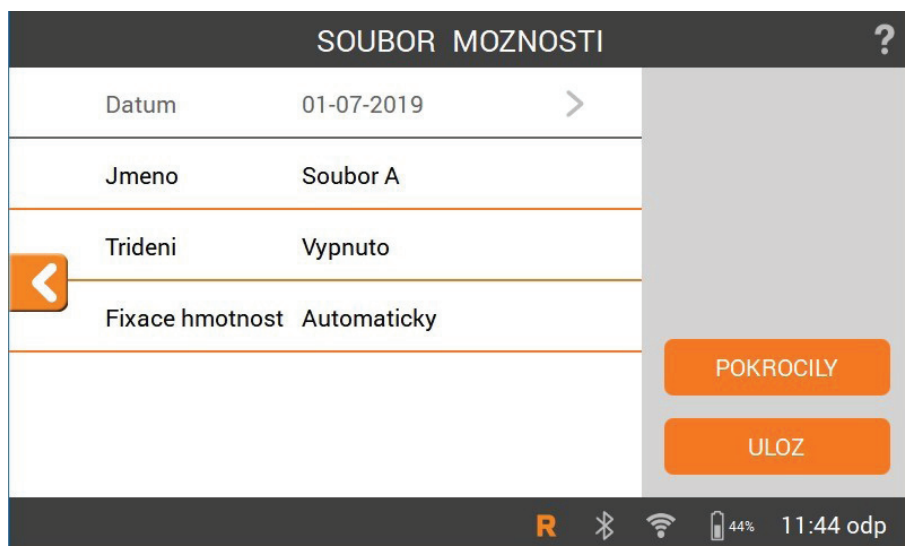 SOUBOR MOZNOSTI ?
Datum 01-07-2019
Jmeno Soubor A
Trideni Vypnuto
Fixace hmotnost Automaticky
POKROCILY
ULOZ
R 44% 11:44 odp